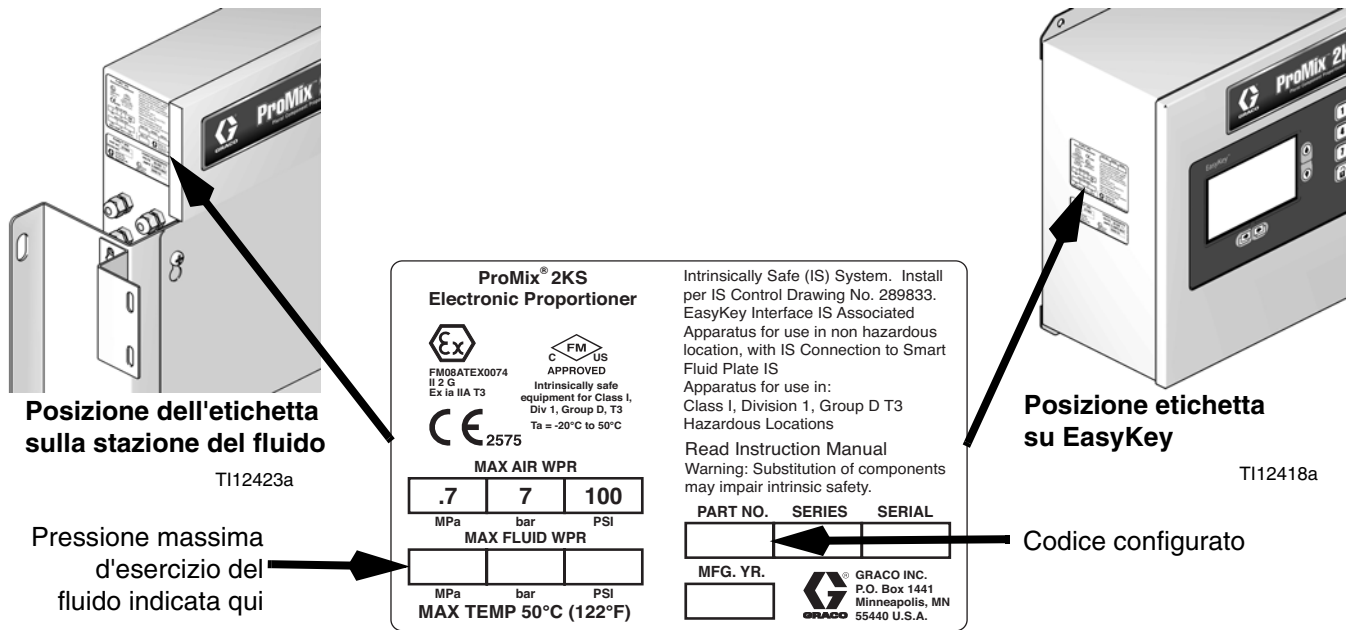 ProMix
GRACO
ProMix 2K
GRACO
EasyKey
Posizione dell'etichetta
sulla stazione del fluido
TI12423a
Pressione massima
d'esercizio del
fluido indicata qui
ProMix® 2KS
Electronic Proportioner
Ex
FM08ATEX0074
II 2 G
Ex ia IIA T3
CE 2575
C FM US
APPROVED
Intrinsically safe
equipment for Class I,
Div 1, Group D, T3
Ta = -20°C to 50°C
MAX AIR WPR
.7 7 100
MPa bar PSI
MAX FLUID WPR
MPa bar PSI
MAX TEMP 50°C (122°F)
Intrinsically Safe (IS) System. Install
per IS Control Drawing No. 289833.
EasyKey Interface IS Associated
Apparatus for use in non hazardous
location, with IS Connection to Smart
Fluid Plate IS
Apparatus for use in:
Class I, Division 1, Group D T3
Hazardous Locations
Read Instruction Manual
Warning: Substitution of components
may impair intrinsic safety.
PART NO. SERIES SERIAL
MFG. YR.
GRACO
GRACO INC.
P.O. Box 1441
Minneapolis, MN
55440 U.S.A.
Posizione etichetta
su EasyKey
TI12418a
Codice configurato